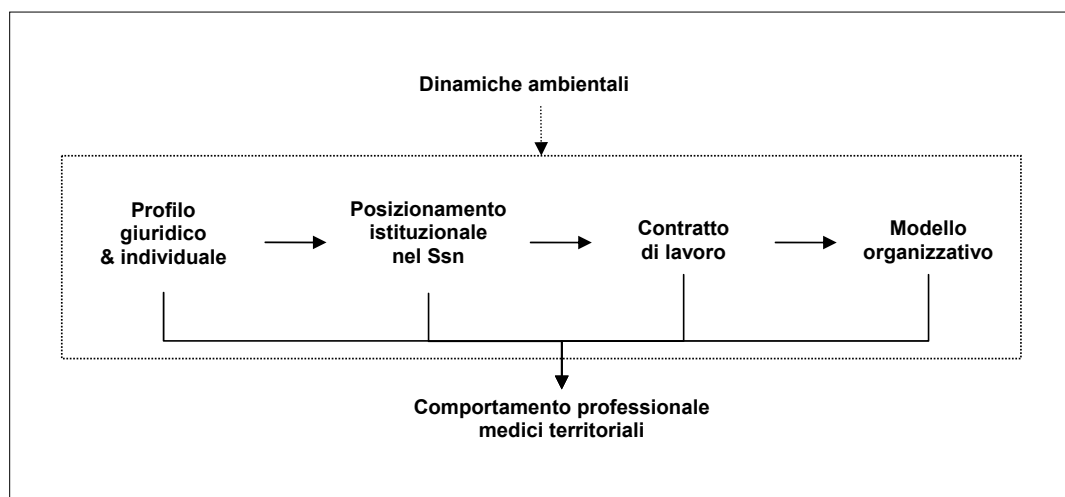 Dinamiche ambientali
Profilo
giuridico
& individuale
Posizionamento
istituzionale
nel Ssn
Contratto
di lavoro
Modello
organizzativo
Comportamento professionale
medici territoriali